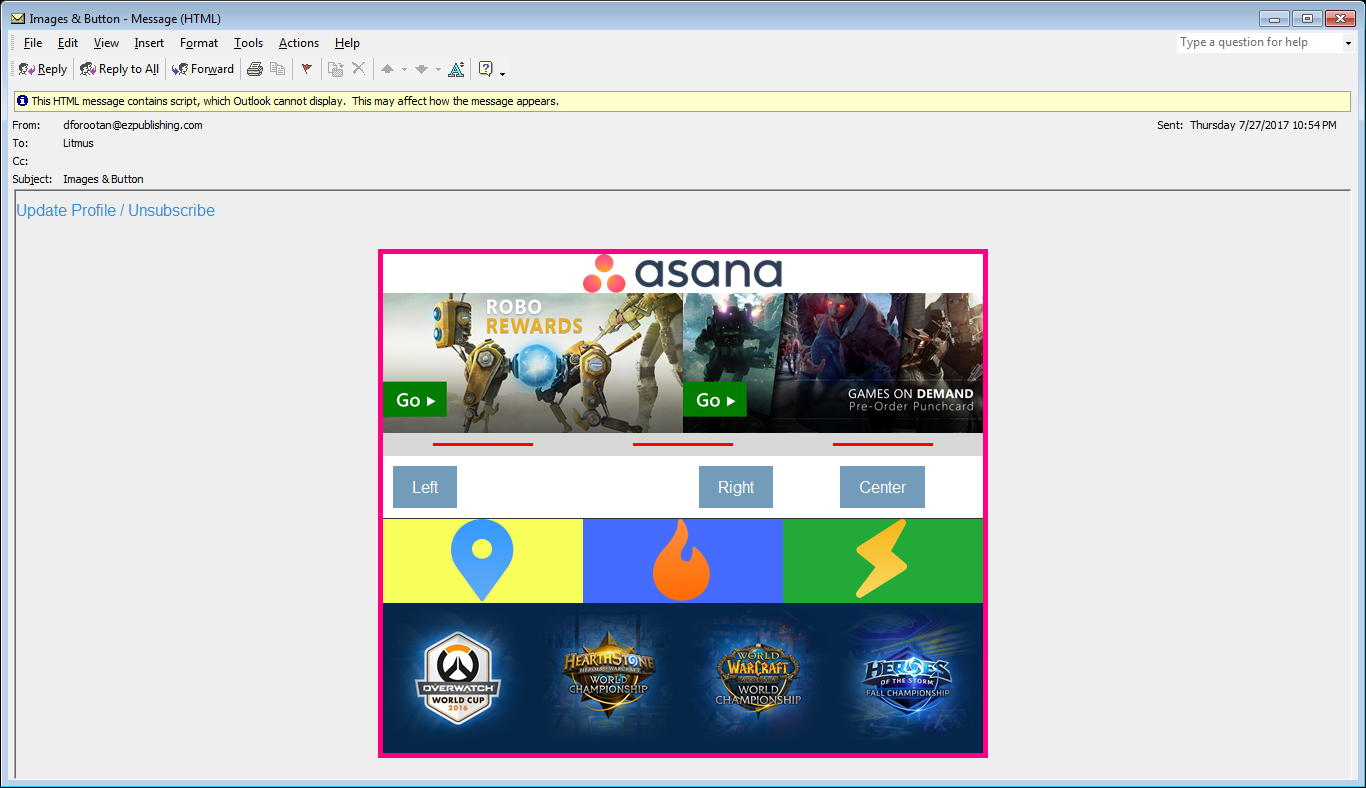 Images & Button - Message (HTML)
File Edit View Insert Format Tools Actions Help
Type a question for help
Reply Reply to All Forward
This HTML message contains script, which Outlook cannot display. This may affect how the message appears.
From: dforootan@ezpublishing.com
Sent: Thursday 7/27/2017 10:54 PM
To: Litmus
Cc:
Subject: Images & Button
Update Profile / Unsubscribe
asana
ROBO
REWARDS
Go
Go
GAMES ON DEMAND
Pre-Order Punchcard
Left Right Center
OVERWATCH
WORLD CUP
2016
HEARTHSTONE
HEROES OF WARCRAFT
WORLD
CHAMPIONSHIP
WORLD
WARCRAFT
ARENA
WORLD
CHAMPIONSHIP
HEROES
OF THE STORM
FALL CHAMPIONSHIP